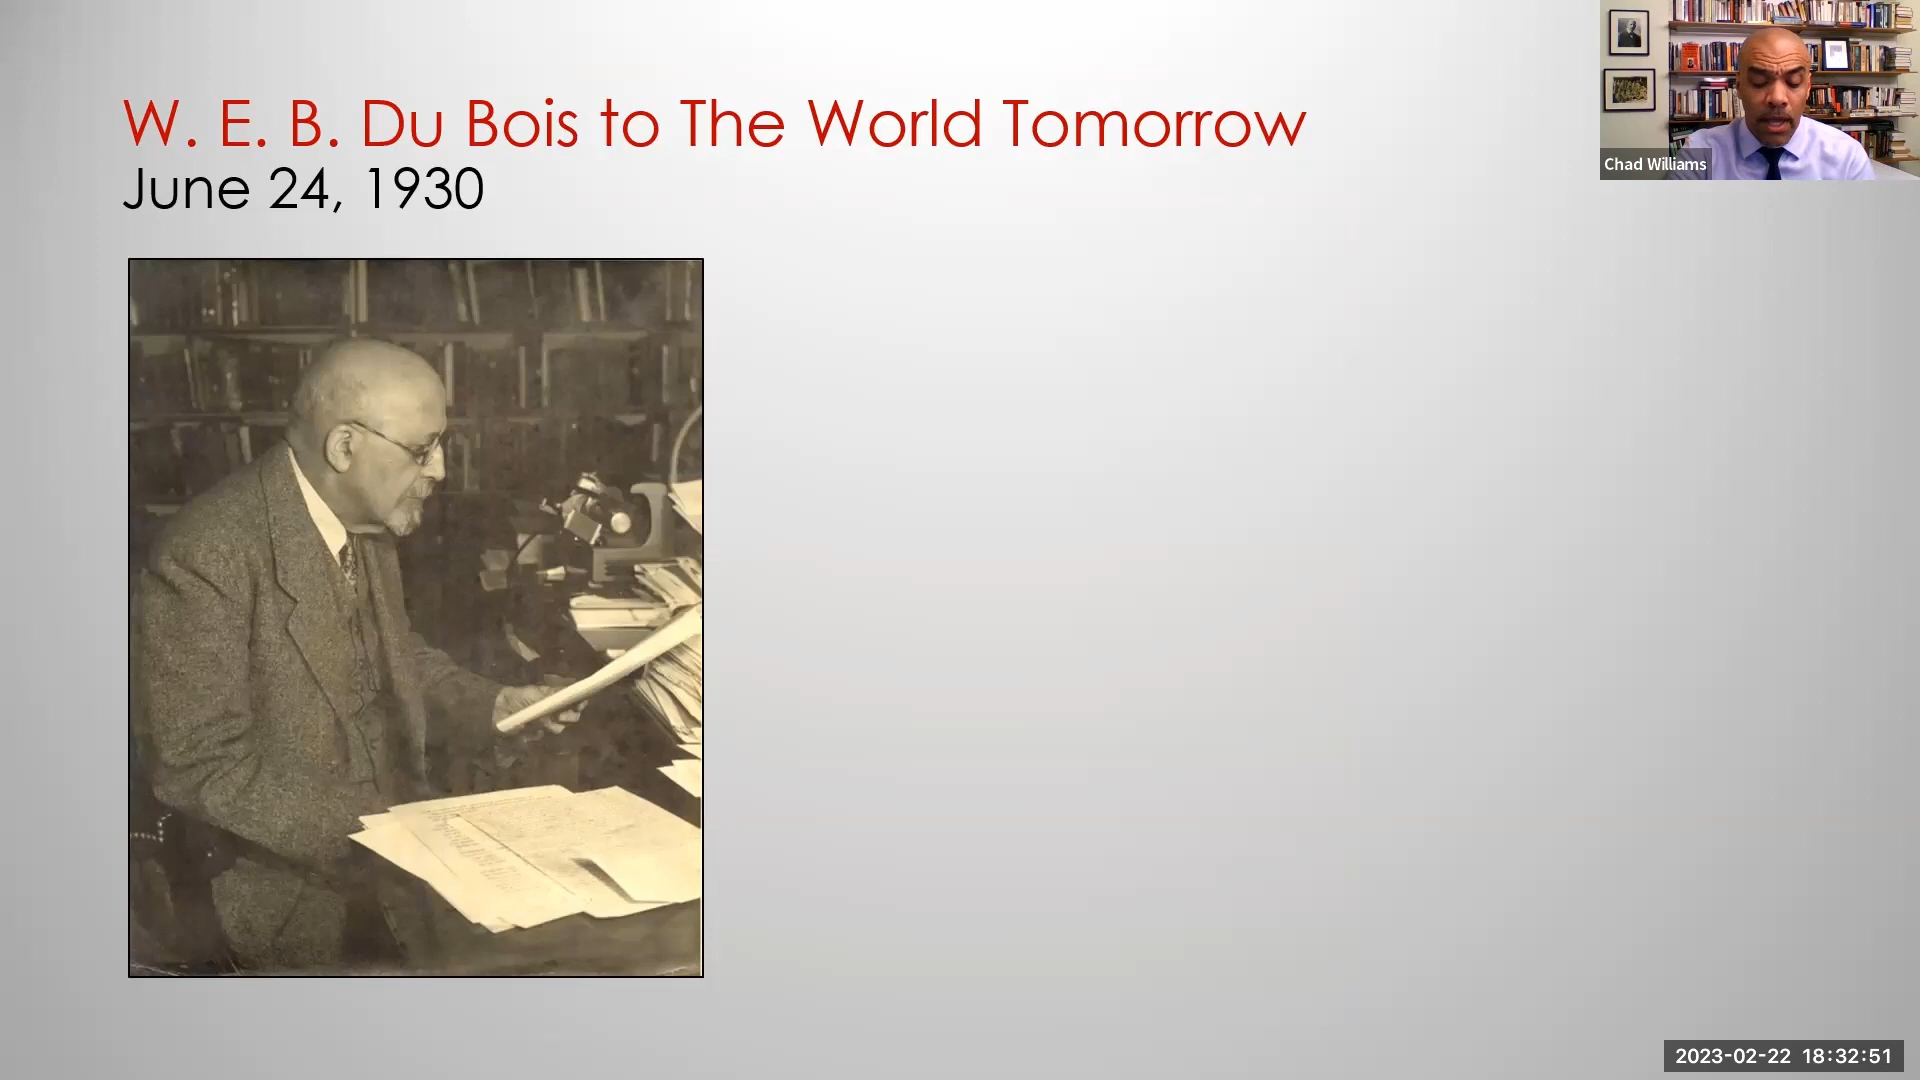 W. E. B. Du Bois to The World Tomorrow
June 24, 1930
Chad Williams
2023-02-22 18:32:51